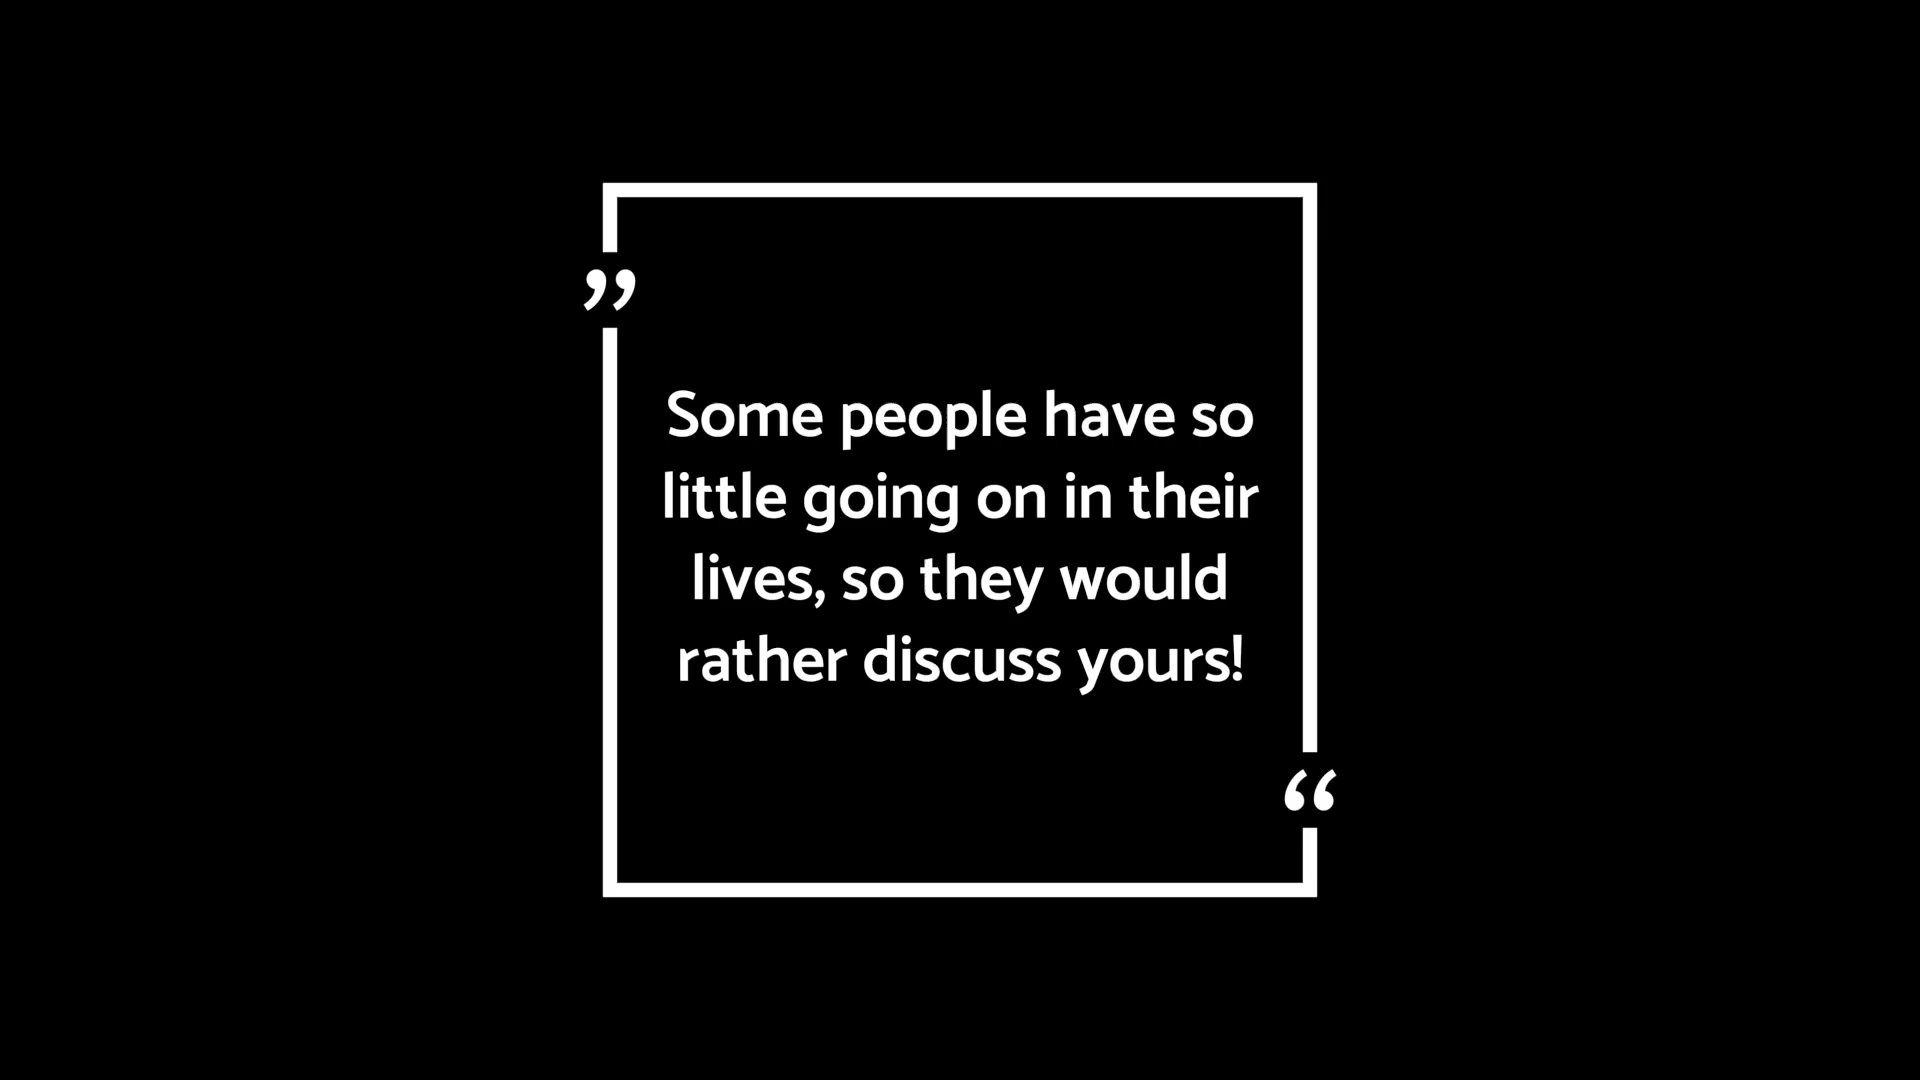 ”
Some people have so
little going on in their
lives, so they would
rather discuss yours!
“